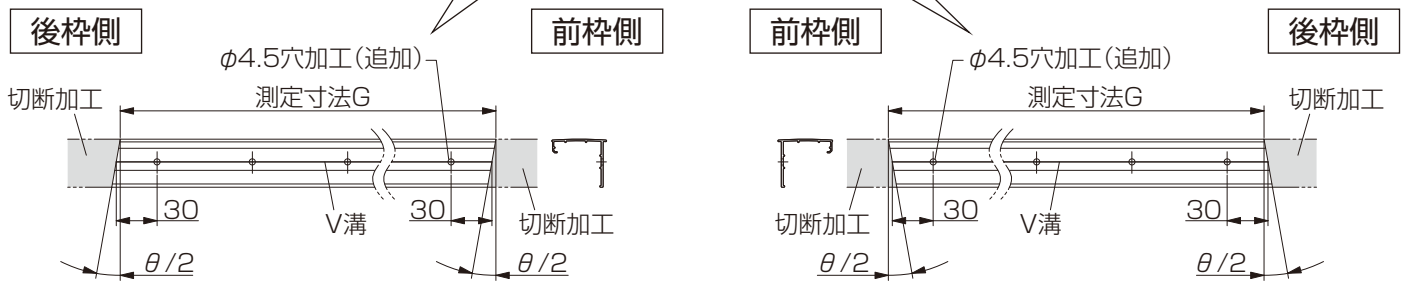 後枠側
前枠側
φ4.5穴加工(追加)
切断加工
測定寸法G
30
30
V溝
切断加工
θ/2
θ/2
前枠側
後枠側
φ4.5穴加工(追加)
測定寸法G
切断加工
切断加工
30
V溝
30
θ/2
θ/2